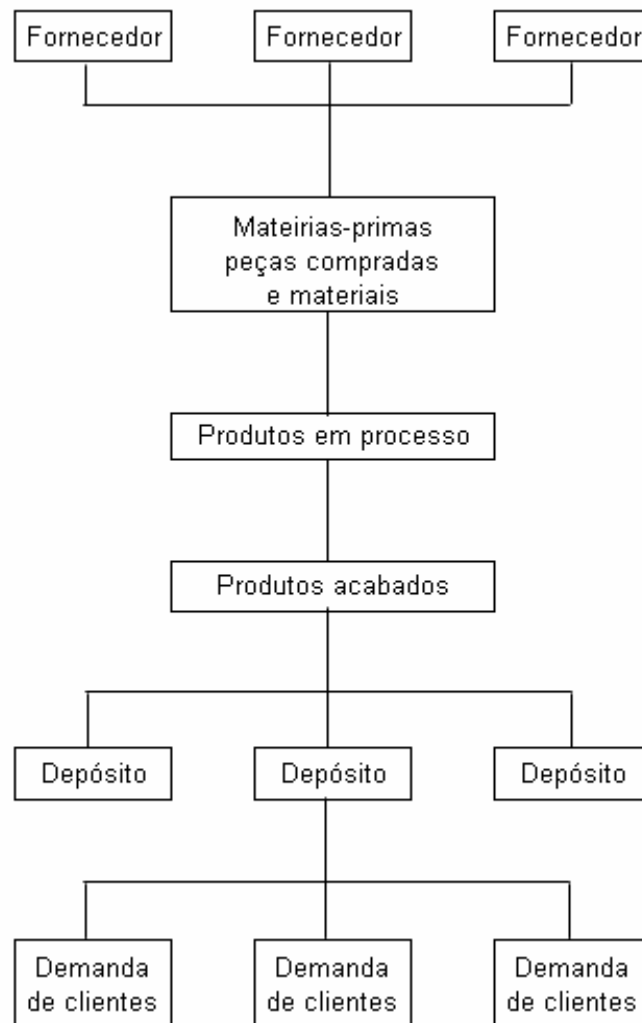 Fornecedor Fornecedor Fornecedor
Mateirias-primas
peças compradas
e materiais
Produtos em processo
Produtos acabados
Depósito Depósito Depósito
Demanda Demanda Demanda
de clientes de clientes de clientes